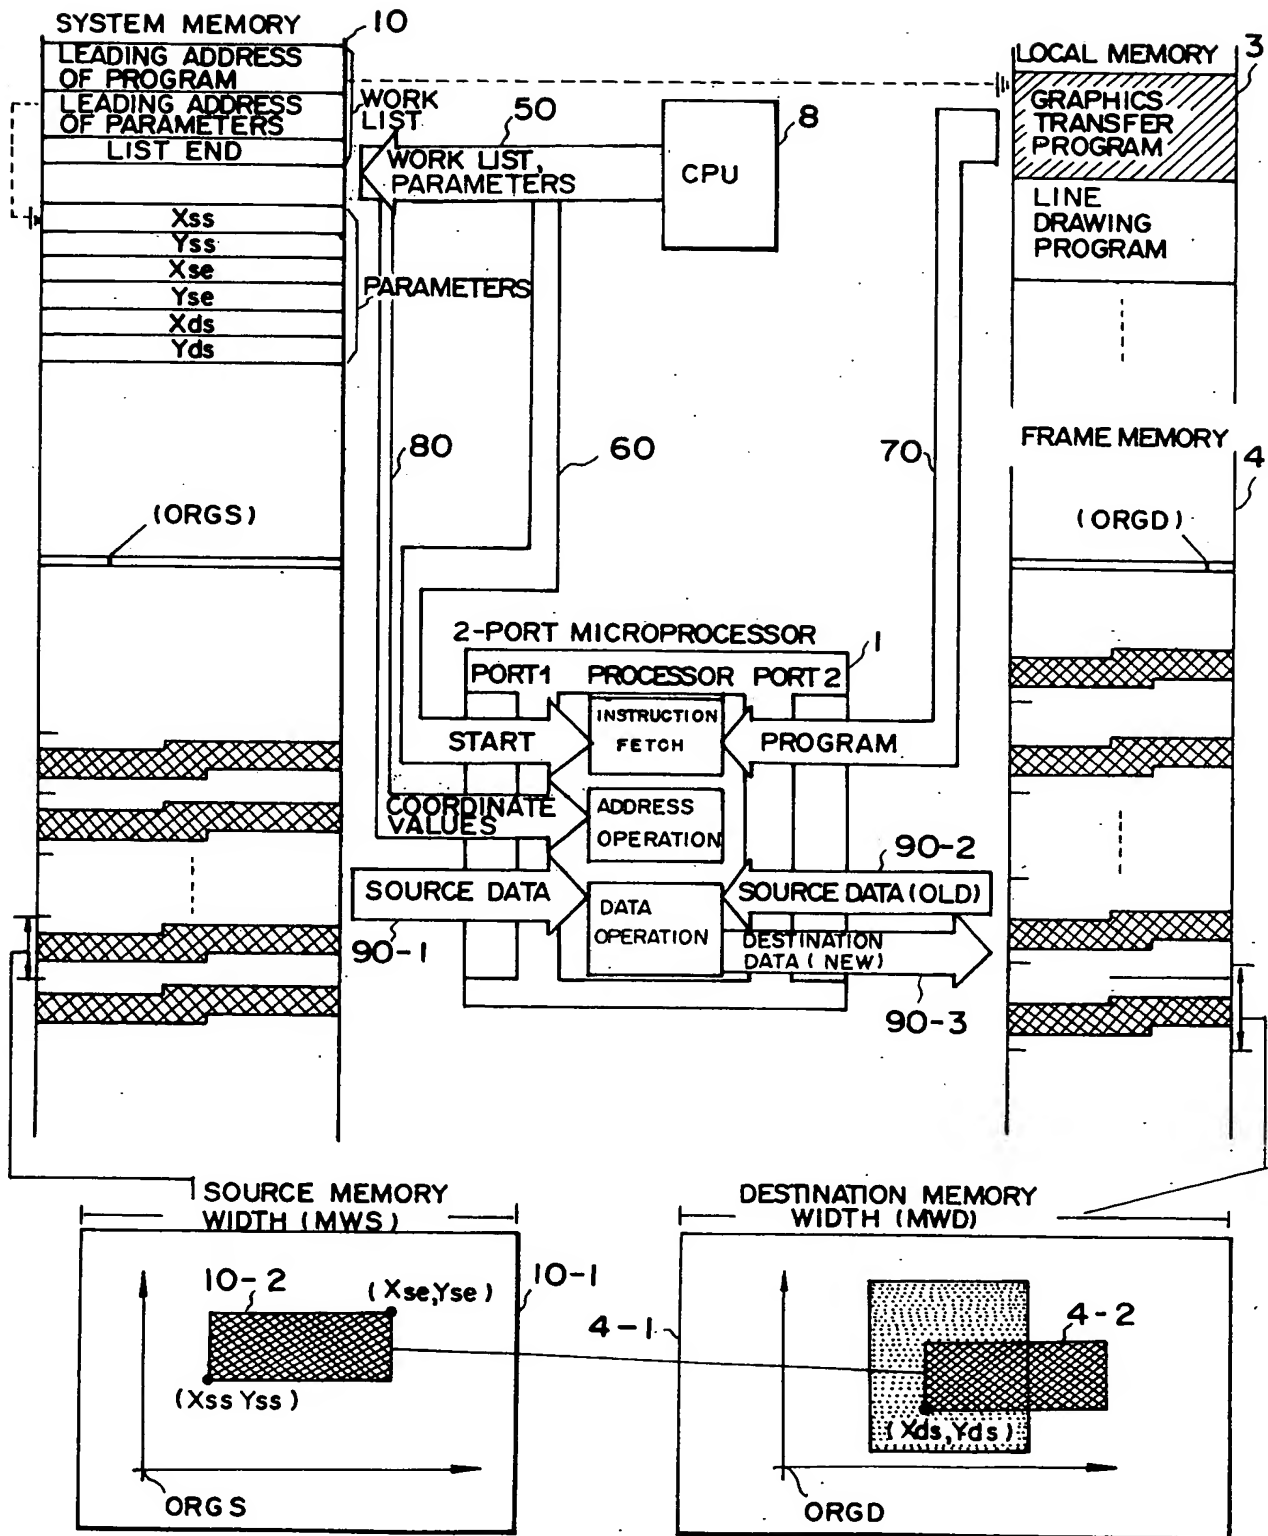 SYSTEM MEMORY
10
LEADING ADDRESS
OF PROGRAM
LEADING ADDRESS
OF PARAMETERS
LIST END
WORK
LIST
Xss
Yss
Xse
Yse
Xds
Yds
PARAMETERS
50
WORK LIST,
PARAMETERS
CPU
8
LOCAL MEMORY
3
GRAPHICS
TRANSFER
PROGRAM
LINE
DRAWING
PROGRAM
80
60
70
FRAME MEMORY
4
(ORGS)
(ORGD)
2-PORT MICROPROCESSOR
1
PORT1
PROCESSOR
PORT 2
START
INSTRUCTION
FETCH
PROGRAM
COORDINATE
VALUES
ADDRESS
OPERATION
SOURCE DATA
90-1
DATA
OPERATION
90-2
SOURCE DATA (OLD)
DESTINATION
DATA (NEW)
90-3
SOURCE MEMORY
WIDTH (MWS)
10-2
(Xse,Yse)
10-1
(Xss Yss)
ORGS
DESTINATION MEMORY
WIDTH (MWD)
4-1
4-2
(Xds,Yds)
ORGD